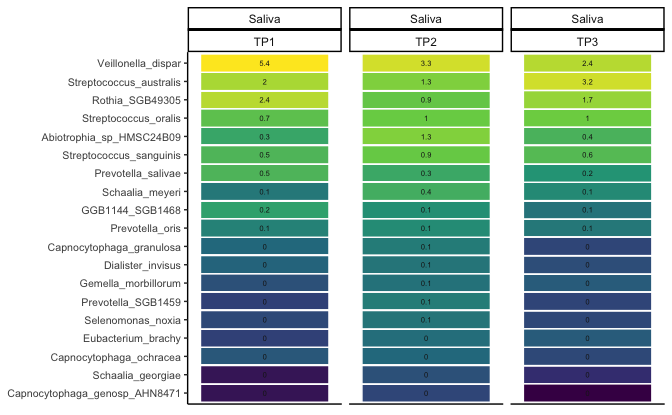 Saliva Saliva Saliva
TP1 TP2 TP3
Veillonella_dispar 5.4 3.3 2.4
Streptococcus_australis 2 1.3 3.2
Rothia_SGB49305 2.4 0.9 1.7
Streptococcus_oralis 0.7 1 1
Abiotrophia_sp_HMSC24B09 0.3 1.3 0.4
Streptococcus_sanguinis 0.5 0.9 0.6
Prevotella_salivae 0.5 0.3 0.2
Schaalia_meyeri 0.1 0.4 0.1
GGB1144_SGB1468 0.2 0.1 0.1
Prevotella_oris 0.1 0.1 0.1
Capnocytophaga_granulosa 0 0.1 0
Dialister_invisus 0 0.1 0
Gemella_morbillorum 0 0.1 0
Prevotella_SGB1459 0 0.1 0
Selenomonas_noxia 0 0.1 0
Eubacterium_brachy 0 0 0
Capnocytophaga_ochracea 0 0 0
Schaalia_georgiae 0 0 0
Capnocytophaga_genosp_AHN8471 0 0